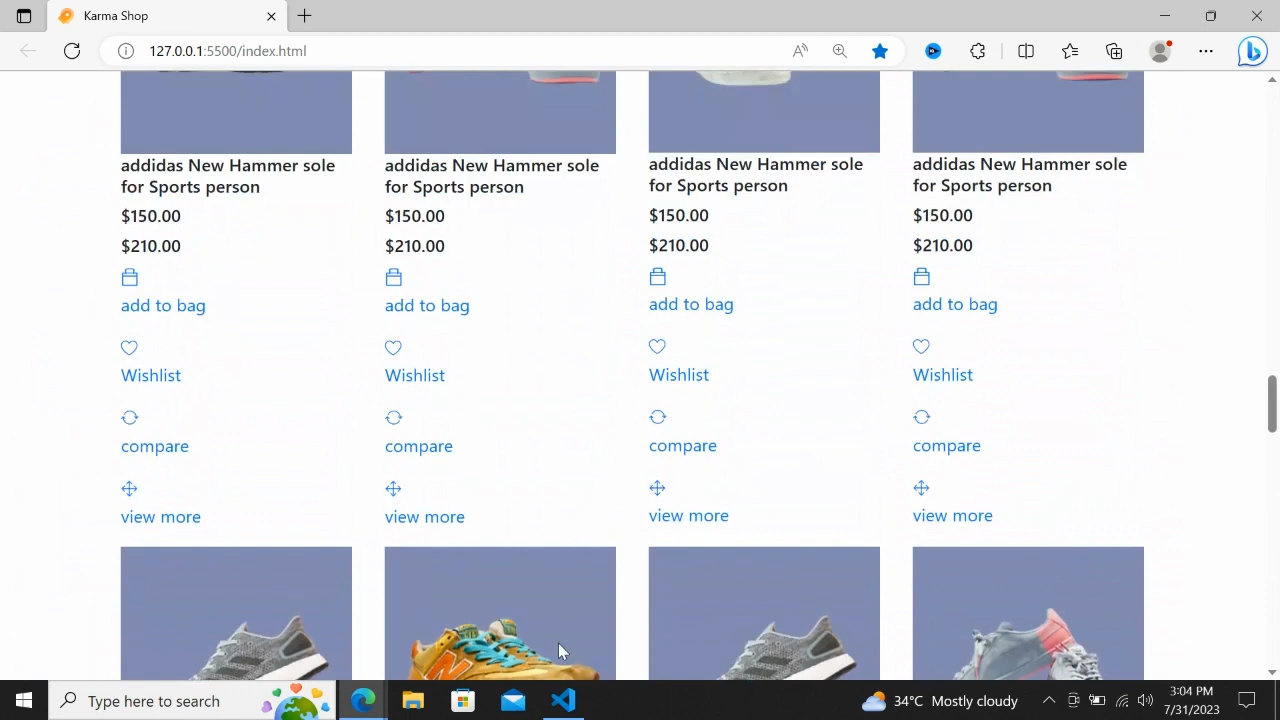 Karma Shop
127.0.0.1:5500/index.html
addidas New Hammer sole
for Sports person
$150.00
$210.00
add to bag
Wishlist
compare
view more
addidas New Hammer sole
for Sports person
$150.00
$210.00
add to bag
Wishlist
compare
view more
addidas New Hammer sole
for Sports person
$150.00
$210.00
add to bag
Wishlist
compare
view more
addidas New Hammer sole
for Sports person
$150.00
$210.00
add to bag
Wishlist
compare
view more
Type here to search
34°C Mostly cloudy
3:04 PM
7/31/2023